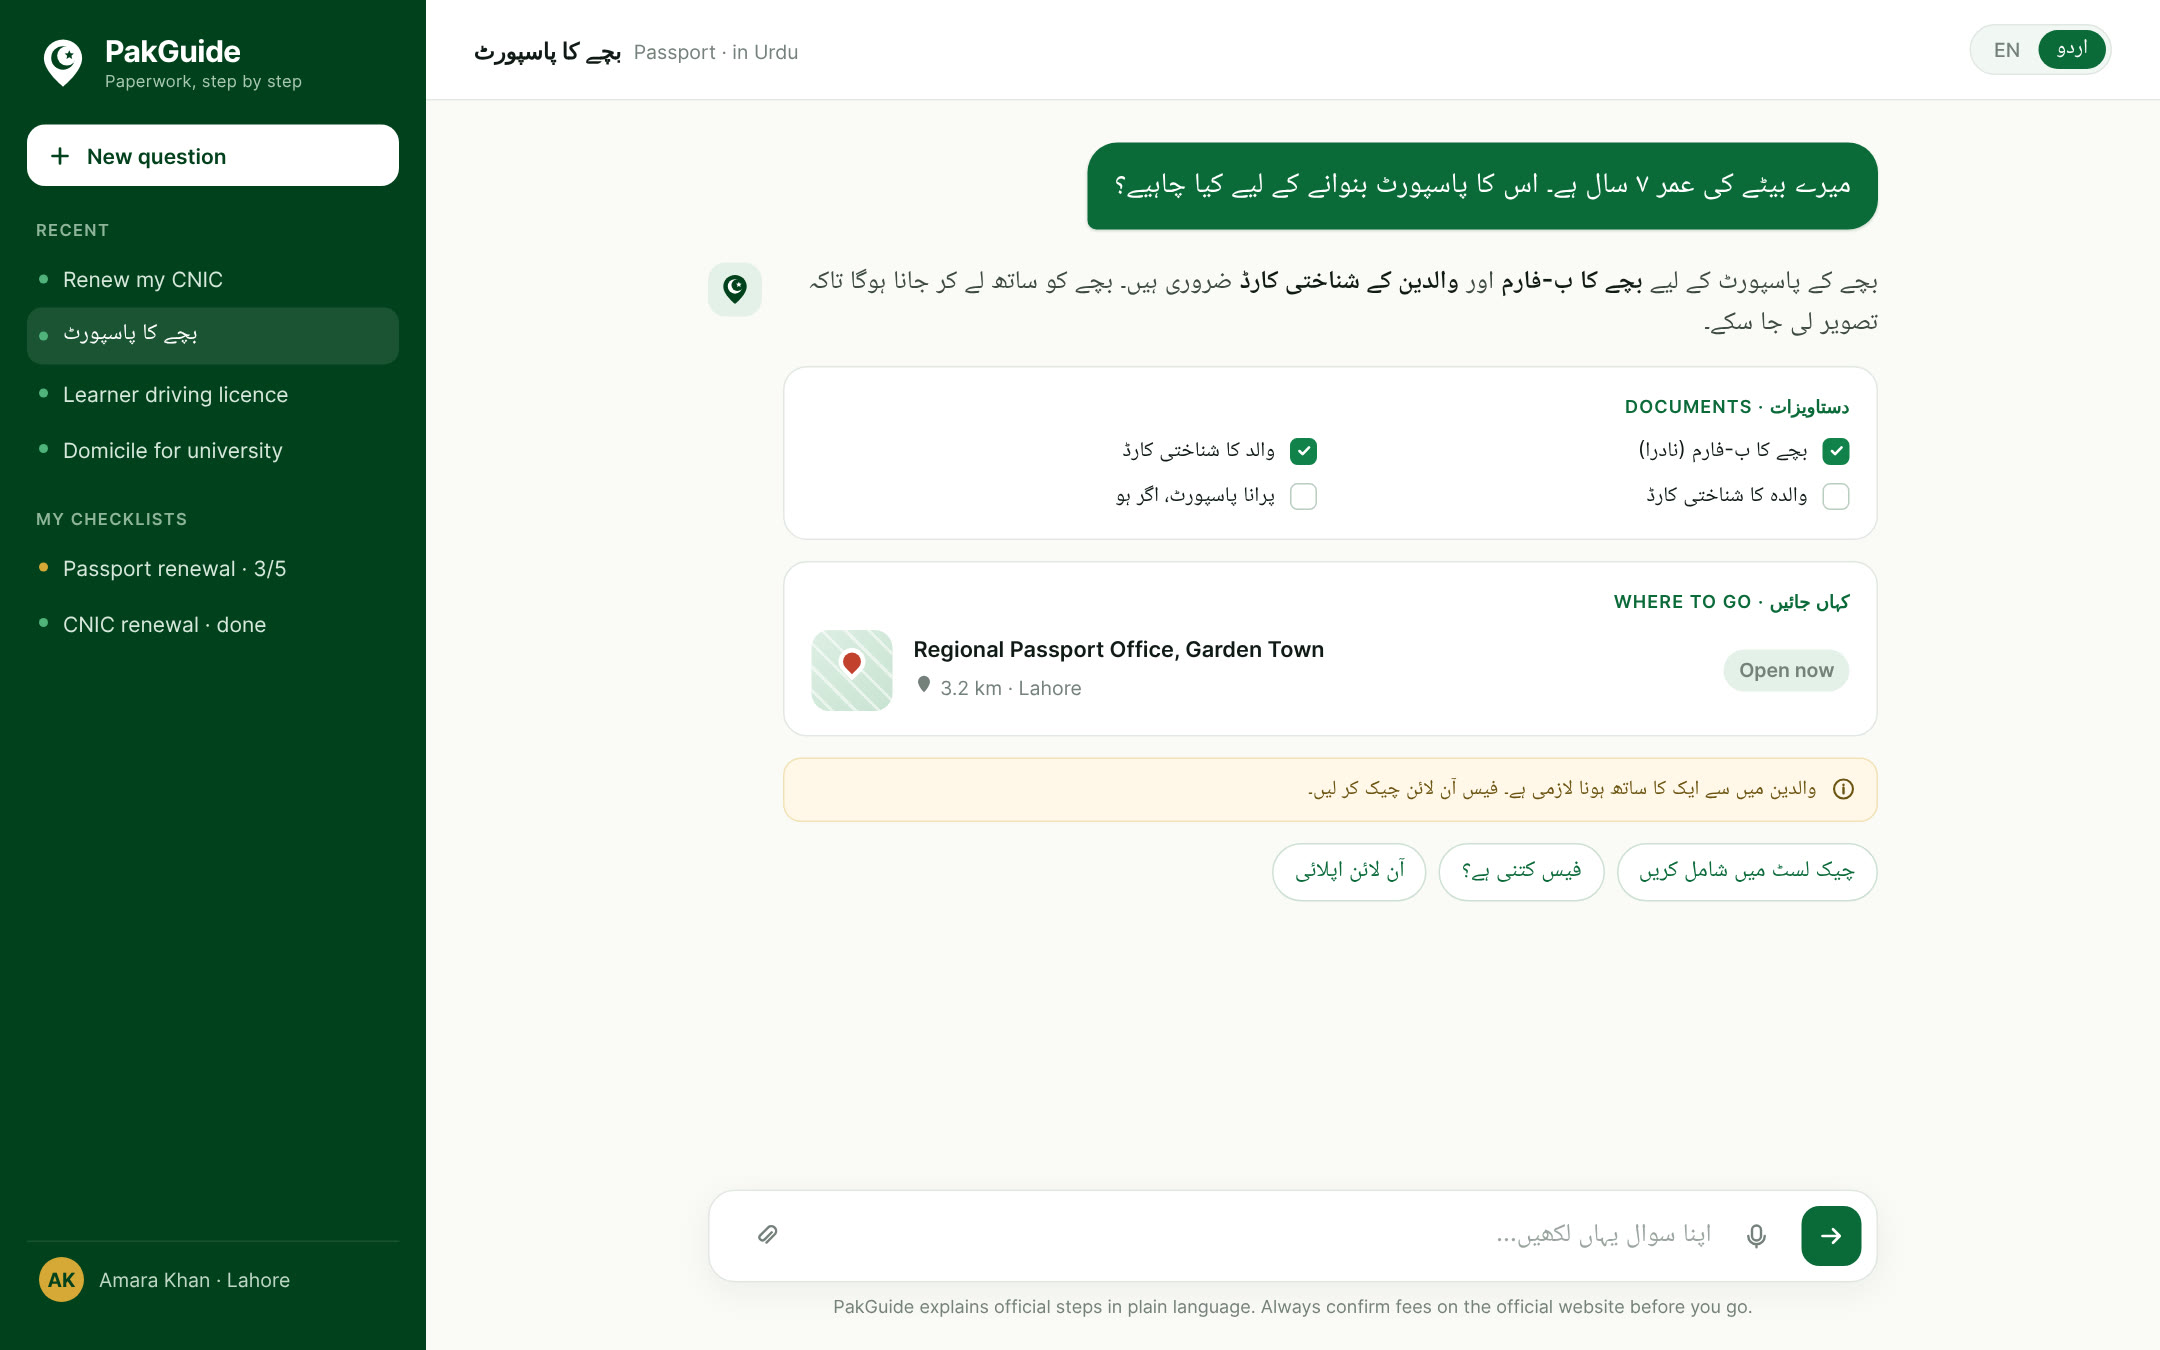 PakGuide
Paperwork, step by step
New question
RECENT
Renew my CNIC
بچے کا پاسپورٹ
Learner driving licence
Domicile for university
MY CHECKLISTS
Passport renewal · 3/5
CNIC renewal · done
AK
Amara Khan · Lahore
بچے کا پاسپورٹ Passport · in Urdu
EN اردو
میرے بیٹے کی عمر ۷ سال ہے۔ اس کا پاسپورٹ بنوانے کے لیے کیا چاہیے؟
بچے کے پاسپورٹ کے لیے بچے کا ب-فارم اور والدین کے شناختی کارڈ ضروری ہیں۔ بچے کو ساتھ لے کر جانا ہوگا تاکہ
تصویر لی جا سکے۔
دستاویزات · DOCUMENTS
بچے کا ب-فارم (نادرا)
والد کا شناختی کارڈ
والدہ کا شناختی کارڈ
پرانا پاسپورٹ، اگر ہو
کہاں جائیں · WHERE TO GO
Regional Passport Office, Garden Town
3.2 km · Lahore
Open now
والدین میں سے ایک کا ساتھ ہونا لازمی ہے۔ فیس آن لائن چیک کر لیں۔
چیک لسٹ میں شامل کریں
فیس کتنی ہے؟
آن لائن اپلائی
اپنا سوال یہاں لکھیں...
PakGuide explains official steps in plain language. Always confirm fees on the official website before you go.